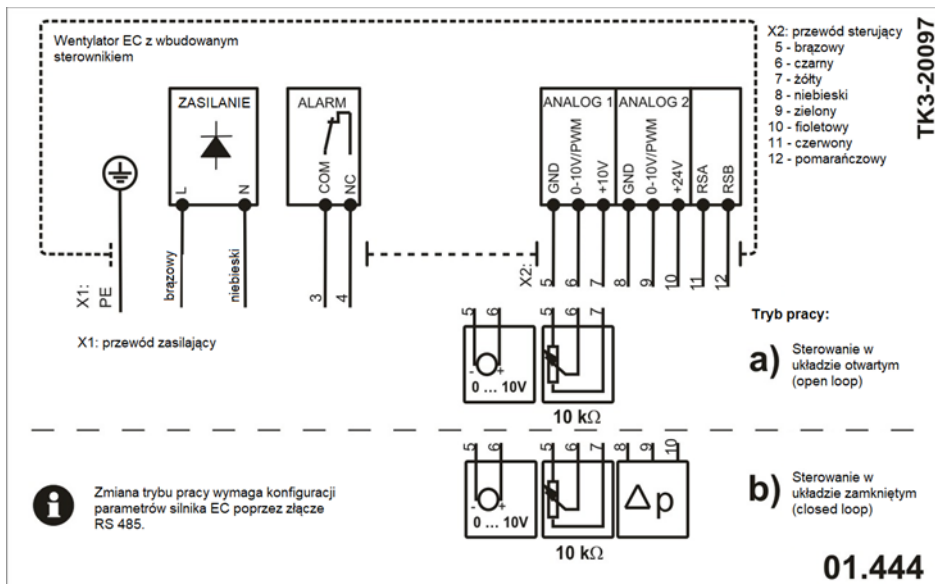 Wentylator EC z wbudowanym
sterownikiem
ZASILANIE
L
N
ALARM
COM
NC
ANALOG 1
ANALOG 2
GND
0-10V/PWM
+10V
GND
0-10V/PWM
+24V
RSA
RSB
X2: przewód sterujący
5 - brązowy
6 - czarny
7 - żółty
8 - niebieski
9 - zielony
10 - fioletowy
11 - czerwony
12 - pomarańczowy
TK3-20097
X1:
PE
brązowy
niebieski
3
4
X2:
5
6
7
8
9
10
11
12
X1: przewód zasilający
5
6
- +
0 ... 10V
5
6
7
10 kΩ
Tryb pracy:
a)
Sterowanie w
układzie otwartym
(open loop)
i
Zmiana trybu pracy wymaga konfiguracji
parametrów silnika EC poprzez złącze
RS 485.
5
6
- +
0 ... 10V
5
6
7
10 kΩ
8
9
10
Δp
b)
Sterowanie w
układzie zamkniętym
(closed loop)
01.444